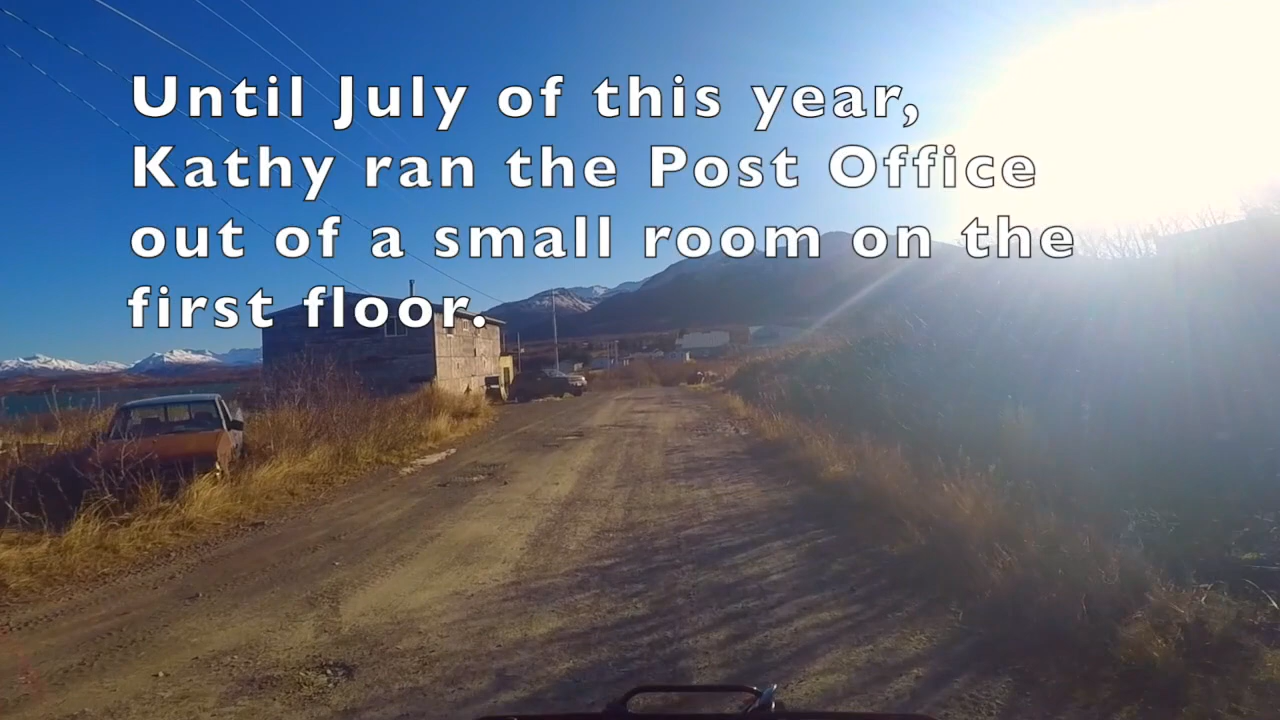 Until July of this year,
Kathy ran the Post Office
out of a small room on the
first floor.